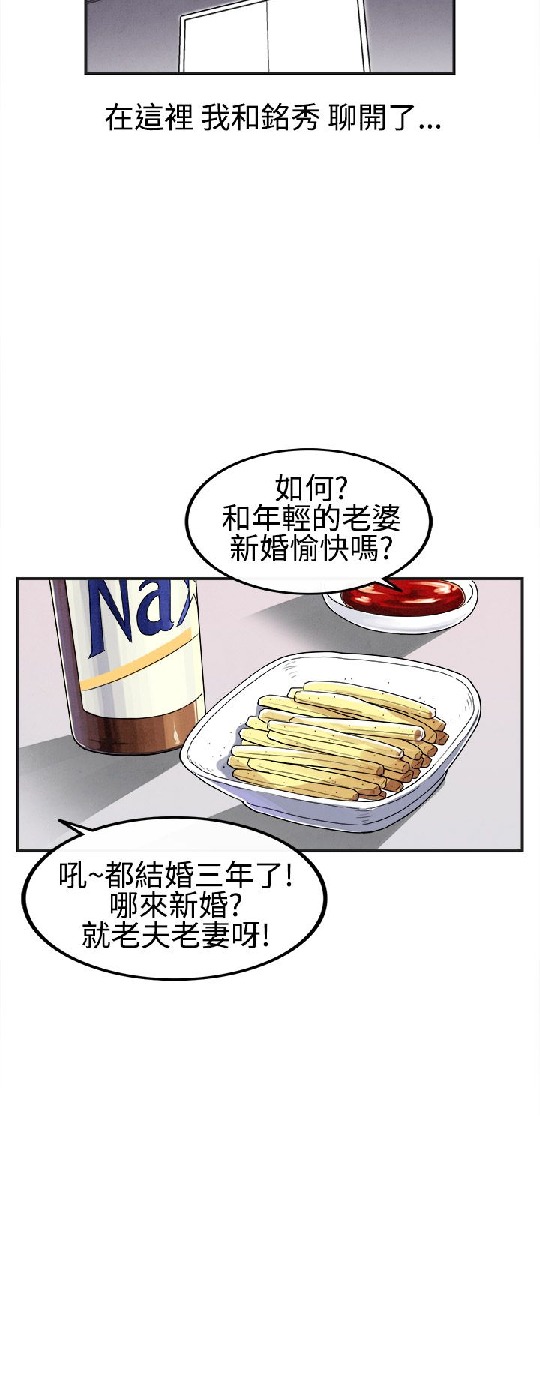 在這裡 我和銘秀 聊開了...
如何?
和年輕的老婆
新婚愉快嗎?
Nax
吼~都結婚三年了!
哪來新婚?
就老夫老妻呀!